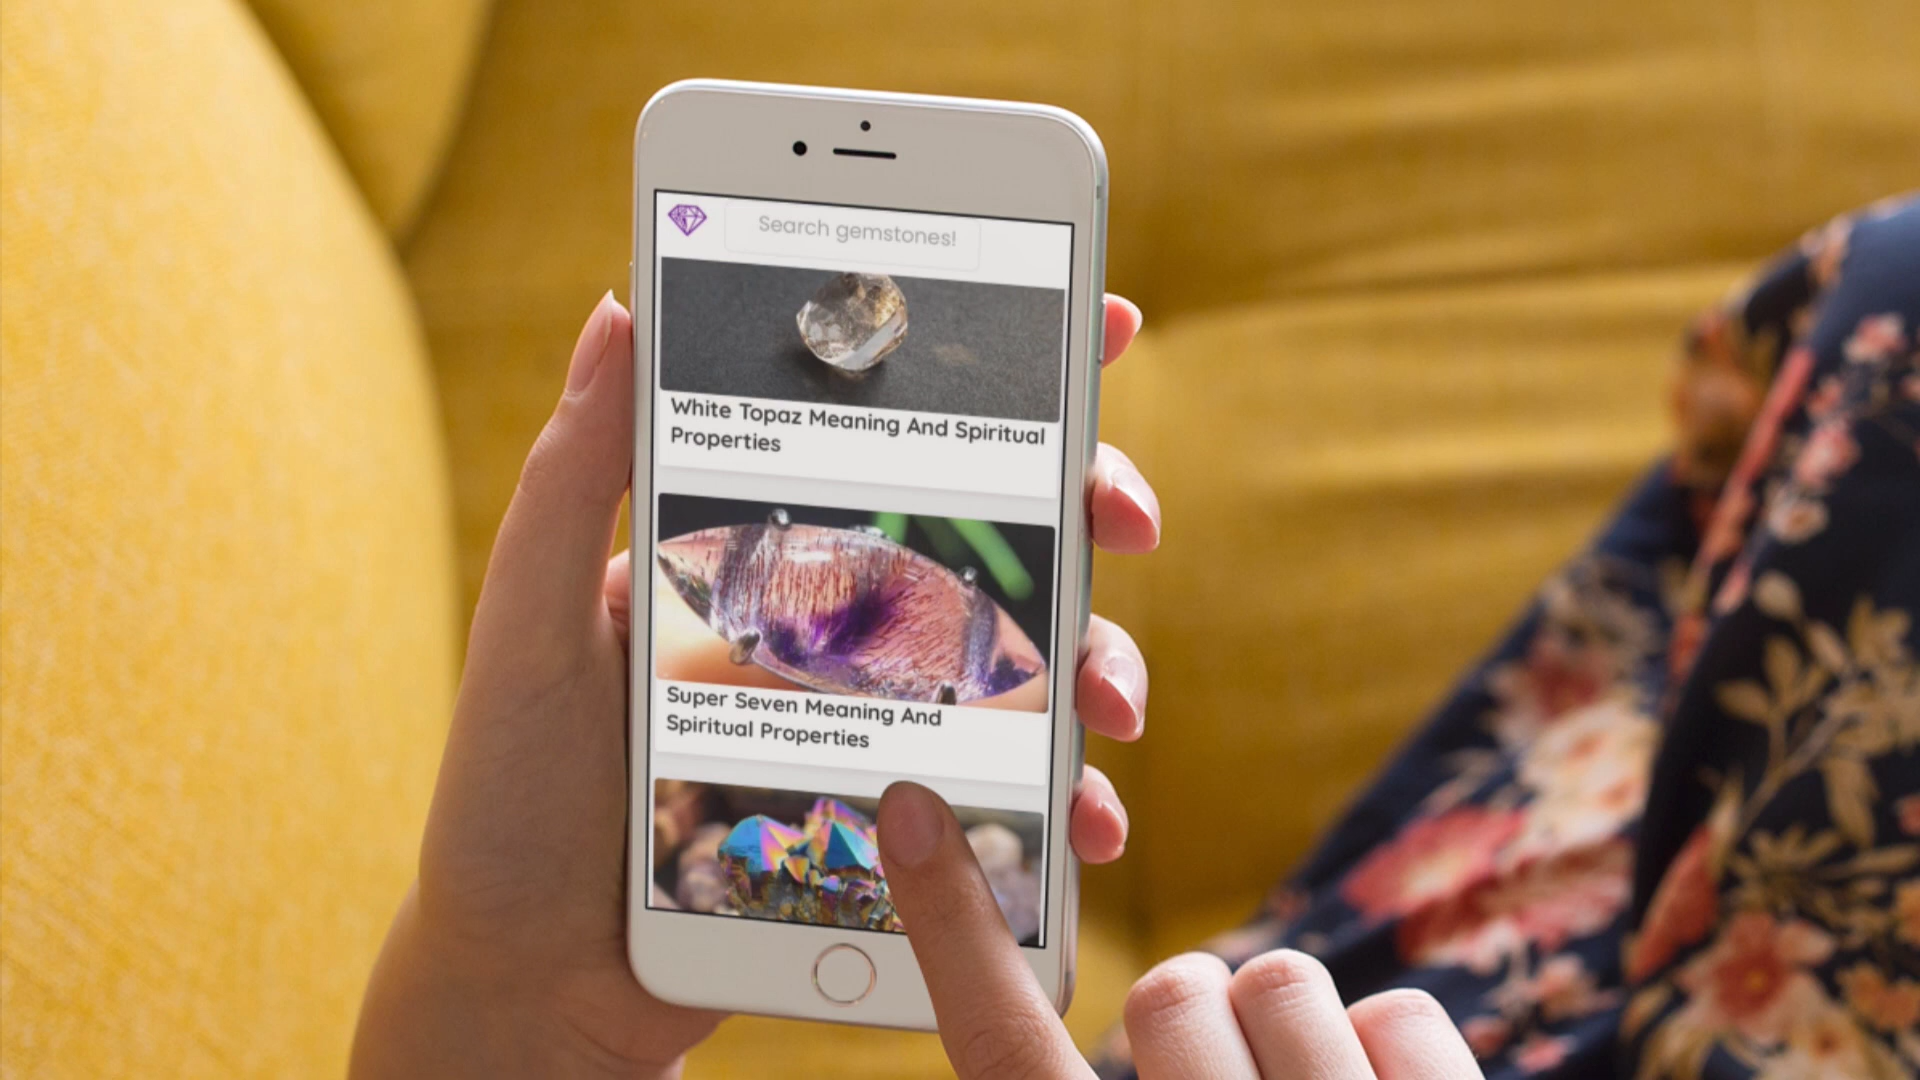 Search gemstones!
White Topaz Meaning And Spiritual
Properties
Super Seven Meaning And
Spiritual Properties